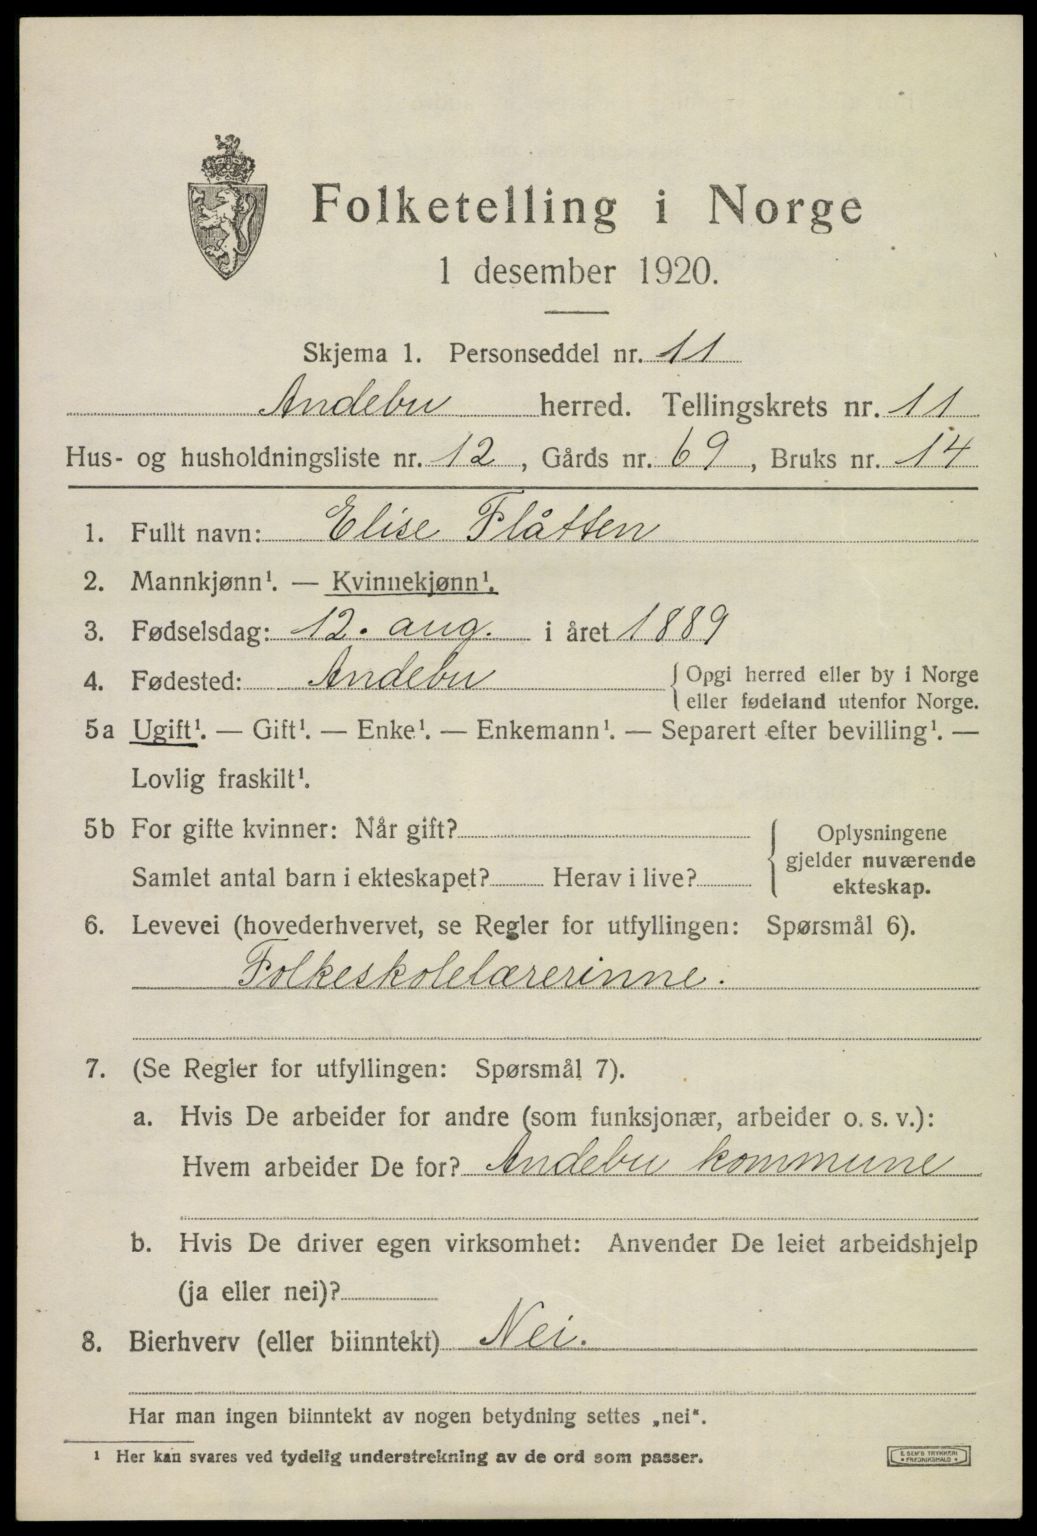 Folketelling i Norge
1 desember 1920.
Skjema 1. Personseddel nr. 11
Andebu herred. Tellingskrets nr. 11
Hus- og husholdningsliste nr. 12, Gårds nr. 69, Bruks nr. 14
1. Fullt navn: Elise Flåtten
2. Mannkjønn¹. — Kvinnekjønn¹.
3. Fødselsdag: 12. aug. i året 1889
4. Fødested: Andebu { Opgi herred eller by i Norge
eller fødeland utenfor Norge.
5a Ugift¹. — Gift¹. — Enke¹. — Enkemann¹. — Separert efter bevilling¹. —
Lovlig fraskilt¹.
5b For gifte kvinner: Når gift?
Samlet antal barn i ekteskapet? Herav i live?
{ Oplysningene
gjelder nuværende
ekteskap.
6. Levevei (hovederhvervet, se Regler for utfyllingen: Spørsmål 6).
Folkeskolelærerinne.
7. (Se Regler for utfyllingen: Spørsmål 7).
a. Hvis De arbeider for andre (som funksjonær, arbeider o. s. v.):
Hvem arbeider De for? Andebu kommune
b. Hvis De driver egen virksomhet: Anvender De leiet arbeidshjelp
(ja eller nei)?
8. Bierhverv (eller biinntekt) Nei.
Har man ingen biinntekt av nogen betydning settes „nei“.
¹ Her kan svares ved tydelig understrekning av de ord som passer.
E. SEM'S TRYKKERI
FREDRIKSHALD